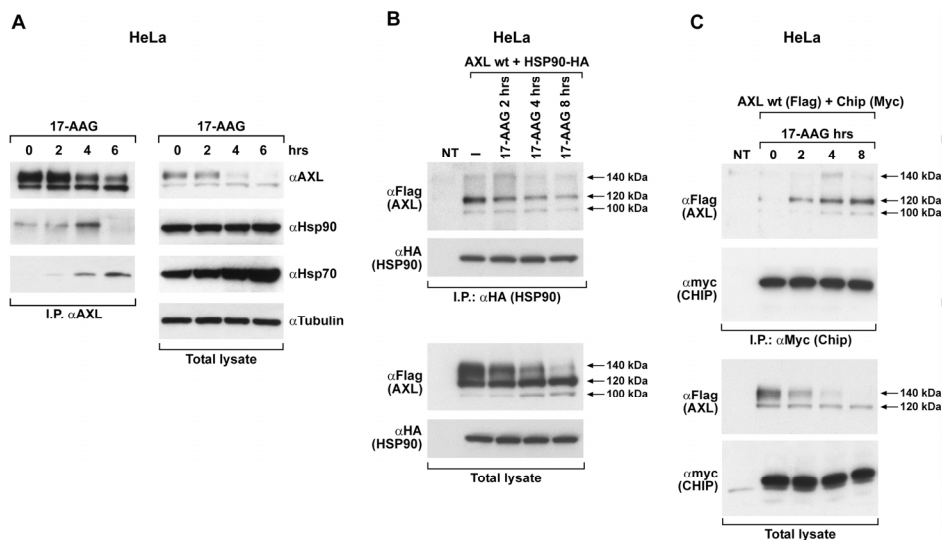 A
HeLa
17-AAG
0 2 4 6
I.P. αAXL
17-AAG
0 2 4 6 hrs
αAXL
αHsp90
αHsp70
αTubulin
Total lysate
B
HeLa
AXL wt + HSP90-HA
NT – 17-AAG 2 hrs 17-AAG 4 hrs 17-AAG 8 hrs
αFlag
(AXL)
140 kDa
120 kDa
100 kDa
αHA
(HSP90)
I.P.: αHA (HSP90)
αFlag
(AXL)
140 kDa
120 kDa
100 kDa
αHA
(HSP90)
Total lysate
C
HeLa
AXL wt (Flag) + Chip (Myc)
17-AAG hrs
NT 0 2 4 8
αFlag
(AXL)
140 kDa
120 kDa
100 kDa
αmyc
(CHIP)
I.P.: αMyc (Chip)
αFlag
(AXL)
140 kDa
120 kDa
αmyc
(CHIP)
Total lysate